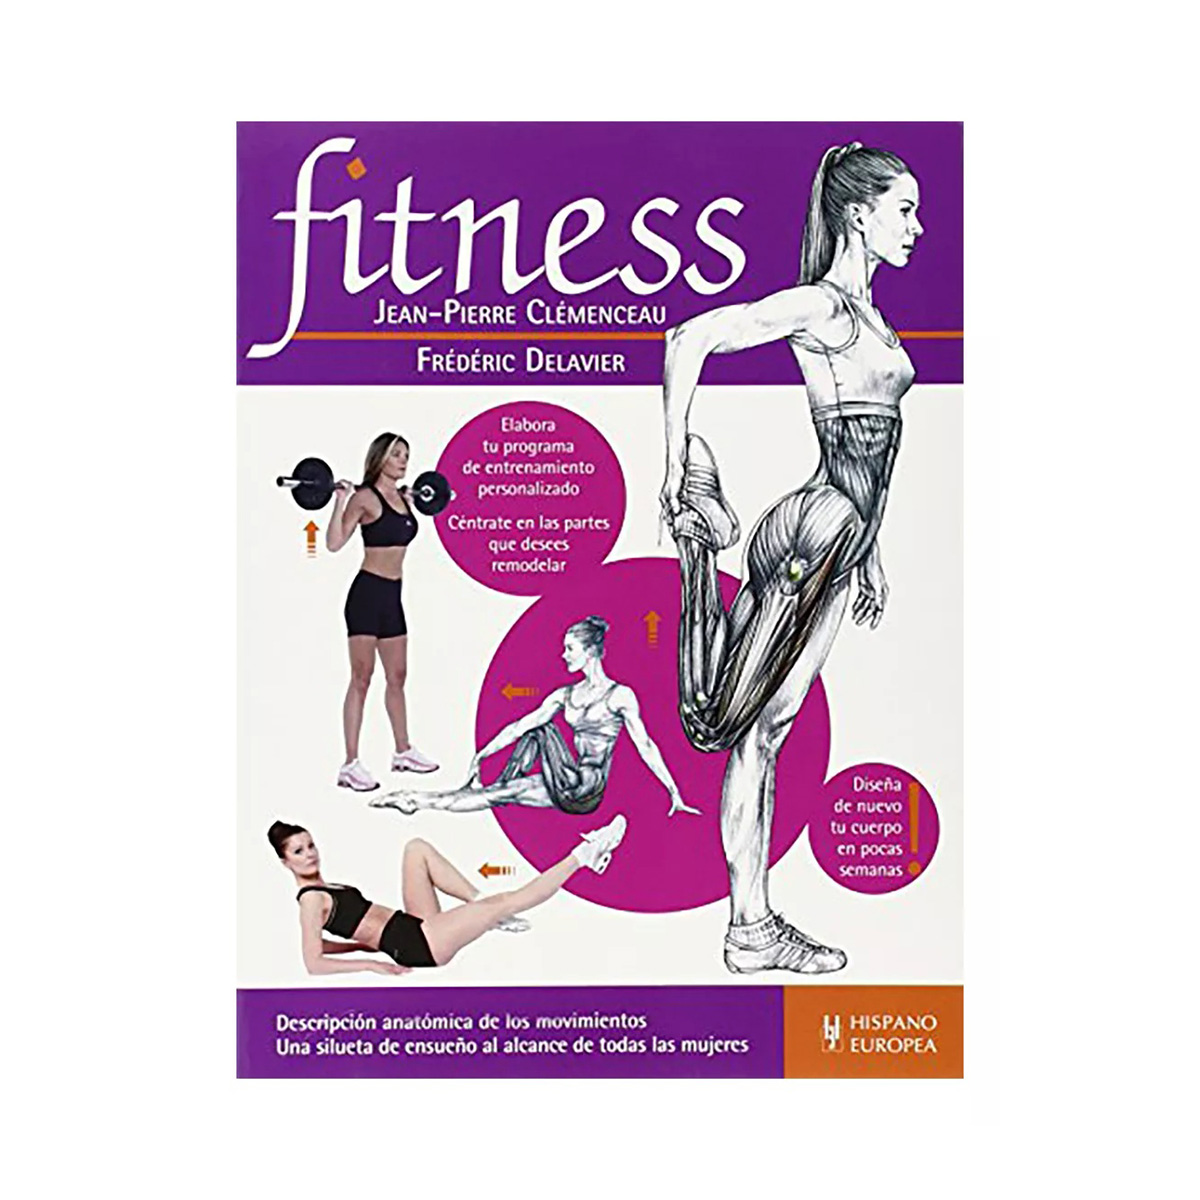 fitness
JEAN-PIERRE CLÉMENCEAU
FRÉDÉRIC DELAVIER
Elabora
tu programa
de entrenamiento
personalizado
Céntrate en las partes
que desees
remodelar
Diseña
de nuevo
tu cuerpo
en pocas
semanas
!
Descripción anatómica de los movimientos
Una silueta de ensueño al alcance de todas las mujeres
HISPANO
EUROPEA